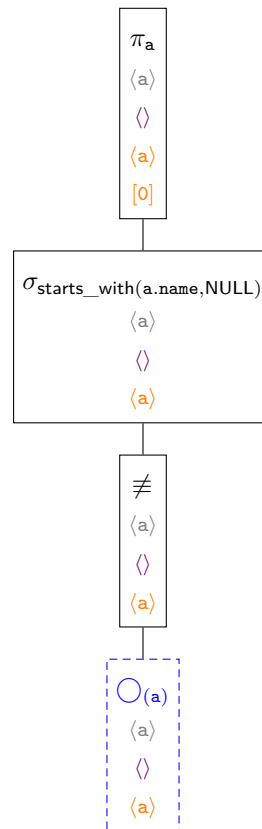 π_a
⟨a⟩
⟨⟩
⟨a⟩
[0]
σ_starts_with(a.name,NULL)
⟨a⟩
⟨⟩
⟨a⟩
≢
⟨a⟩
⟨⟩
⟨a⟩
◯_(a)
⟨a⟩
⟨⟩
⟨a⟩